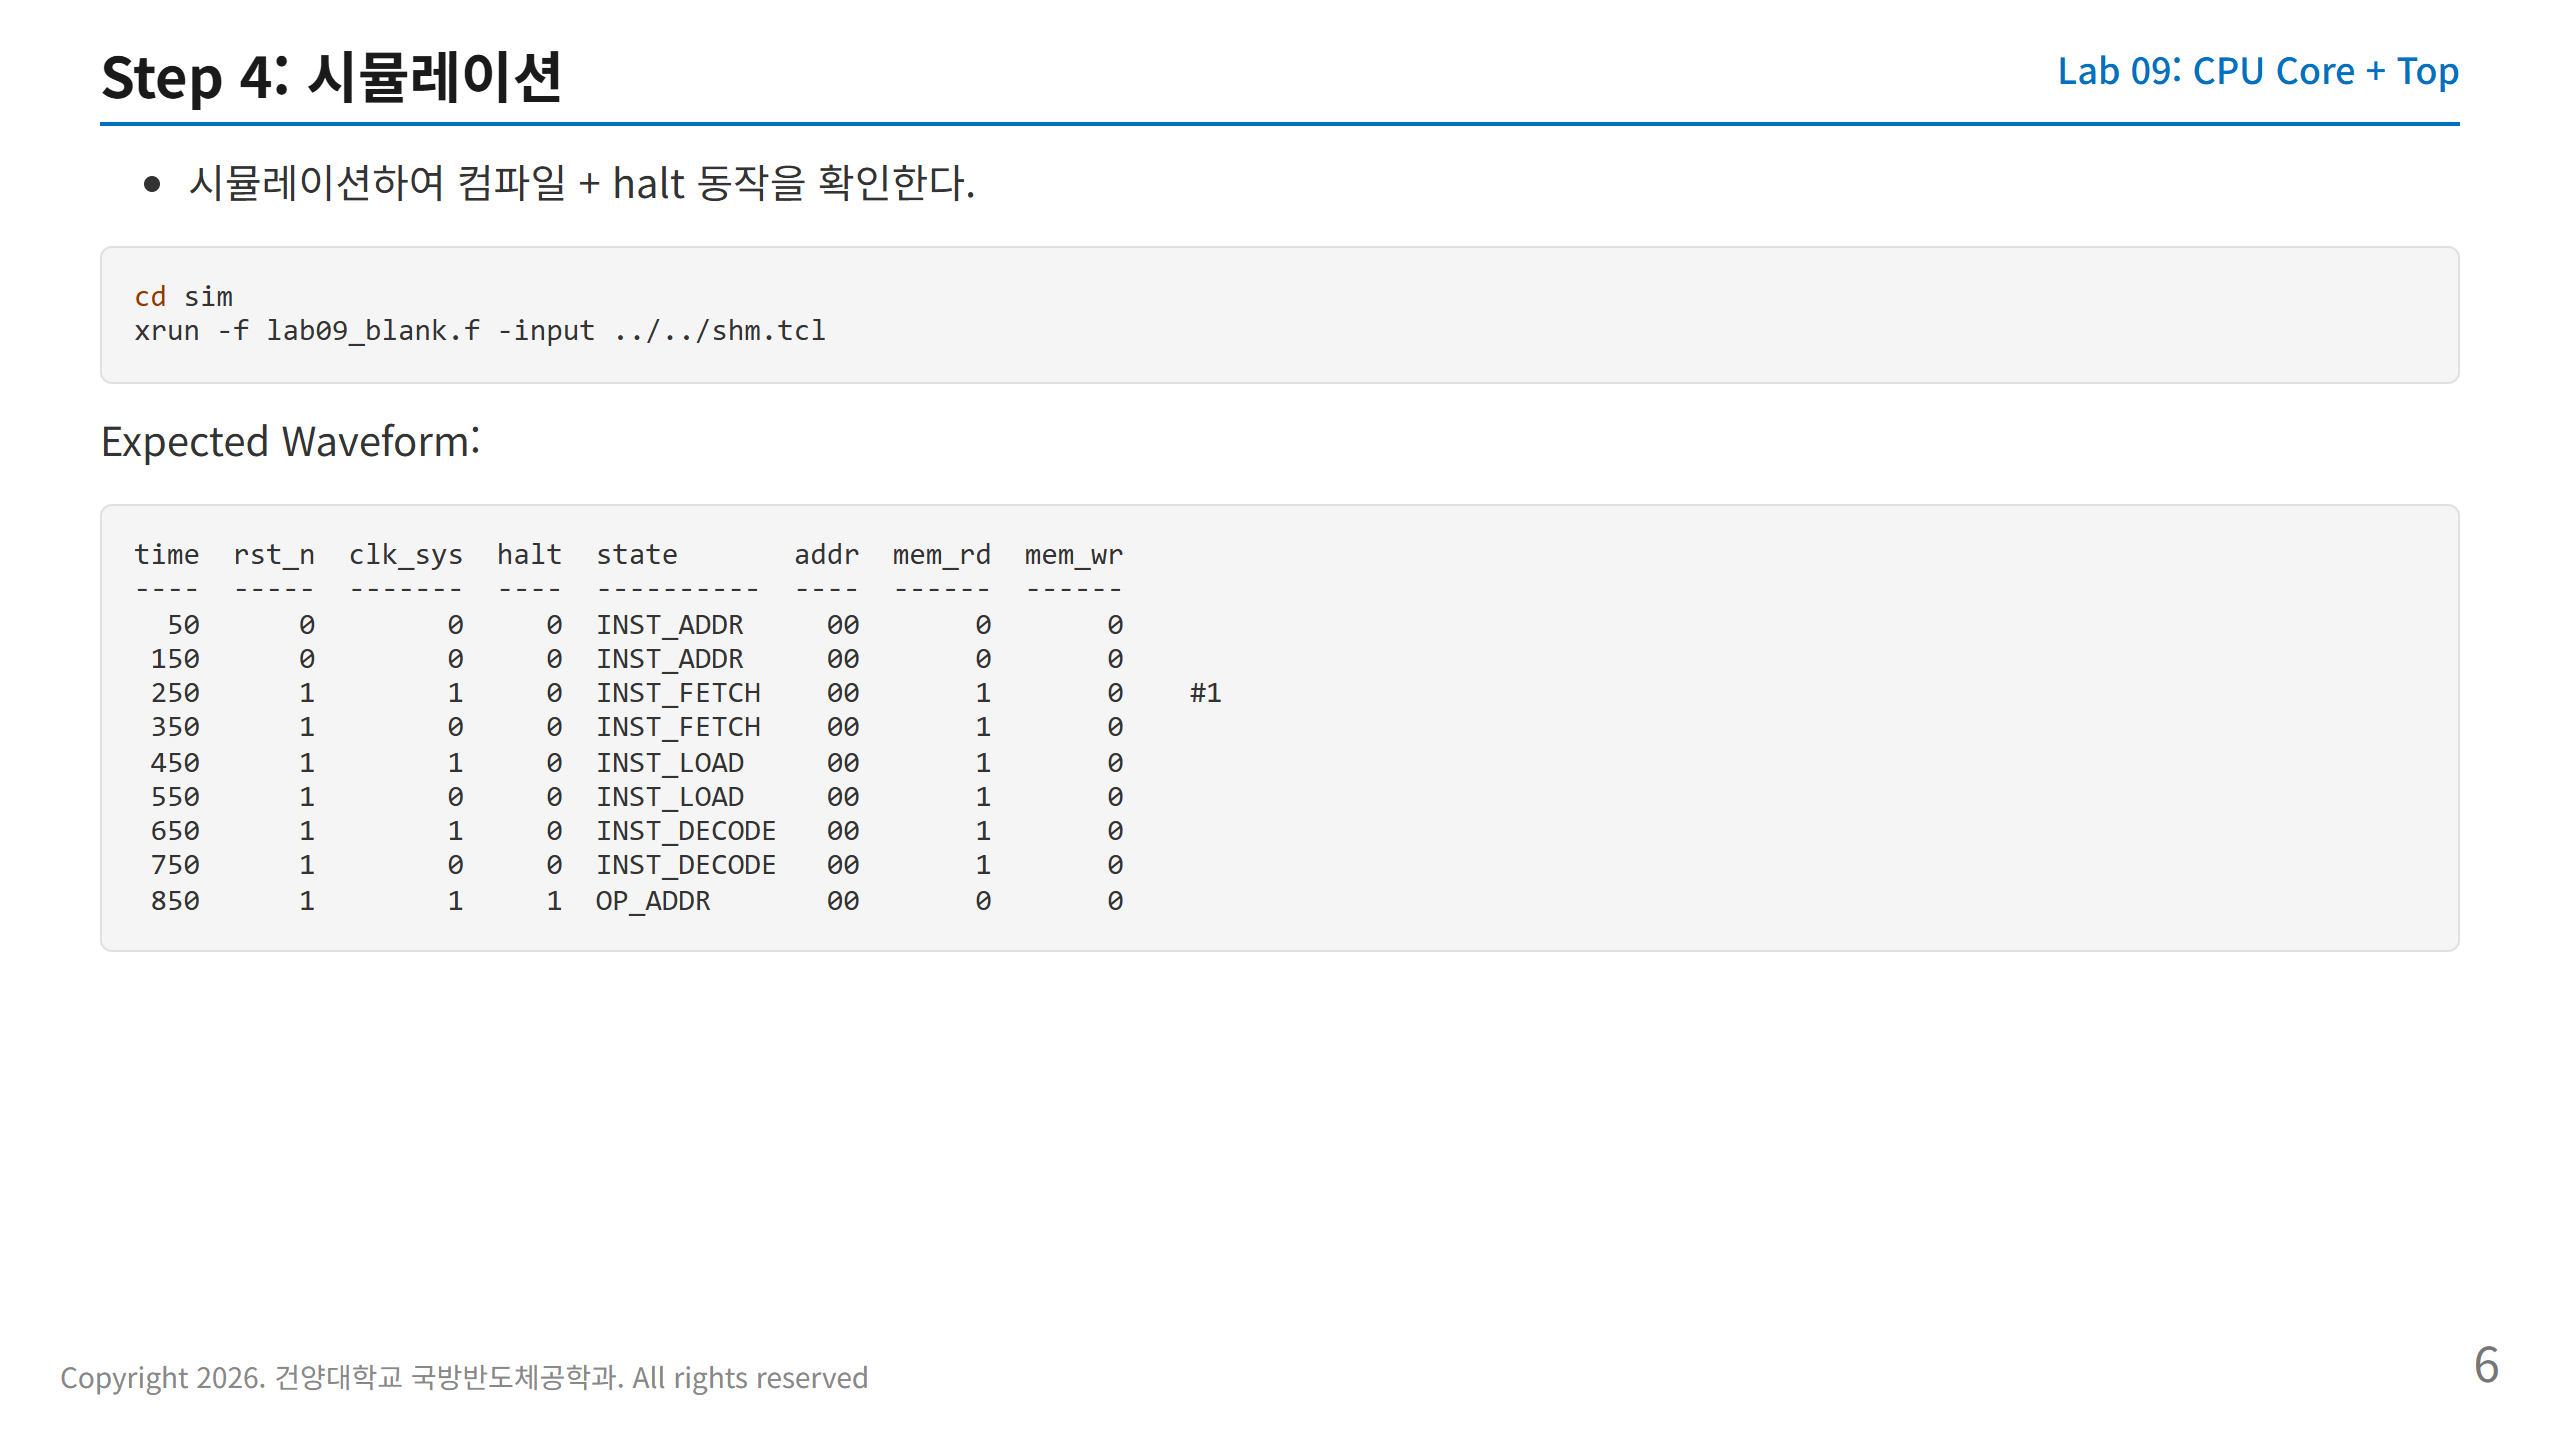 Step 4: 시뮬레이션
Lab 09: CPU Core + Top
● 시뮬레이션하여 컴파일 + halt 동작을 확인한다.
cd sim
xrun -f lab09_blank.f -input ../../shm.tcl
Expected Waveform:
time  rst_n  clk_sys  halt  state       addr  mem_rd  mem_wr
----  -----  -------  ----  ----------  ----  ------  ------
  50      0        0     0  INST_ADDR     00       0       0
 150      0        0     0  INST_ADDR     00       0       0
 250      1        1     0  INST_FETCH    00       1       0    #1
 350      1        0     0  INST_FETCH    00       1       0
 450      1        1     0  INST_LOAD     00       1       0
 550      1        0     0  INST_LOAD     00       1       0
 650      1        1     0  INST_DECODE   00       1       0
 750      1        0     0  INST_DECODE   00       1       0
 850      1        1     1  OP_ADDR       00       0       0
Copyright 2026. 건양대학교 국방반도체공학과. All rights reserved
6